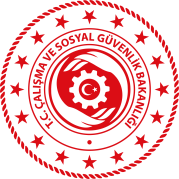 T.C. ÇALIŞMA VE SOSYAL GÜVENLİK BAKANLIĞI